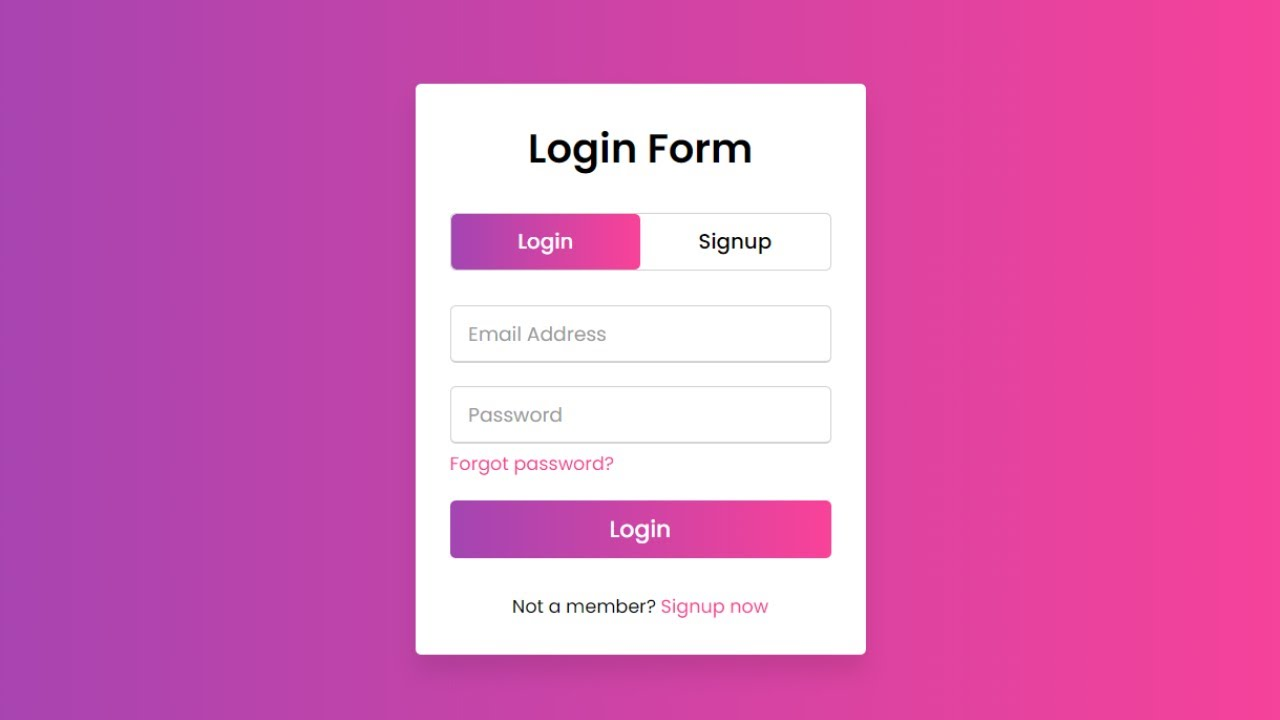 Login Form
Login Signup
Email Address
Password
Forgot password?
Login
Not a member? Signup now